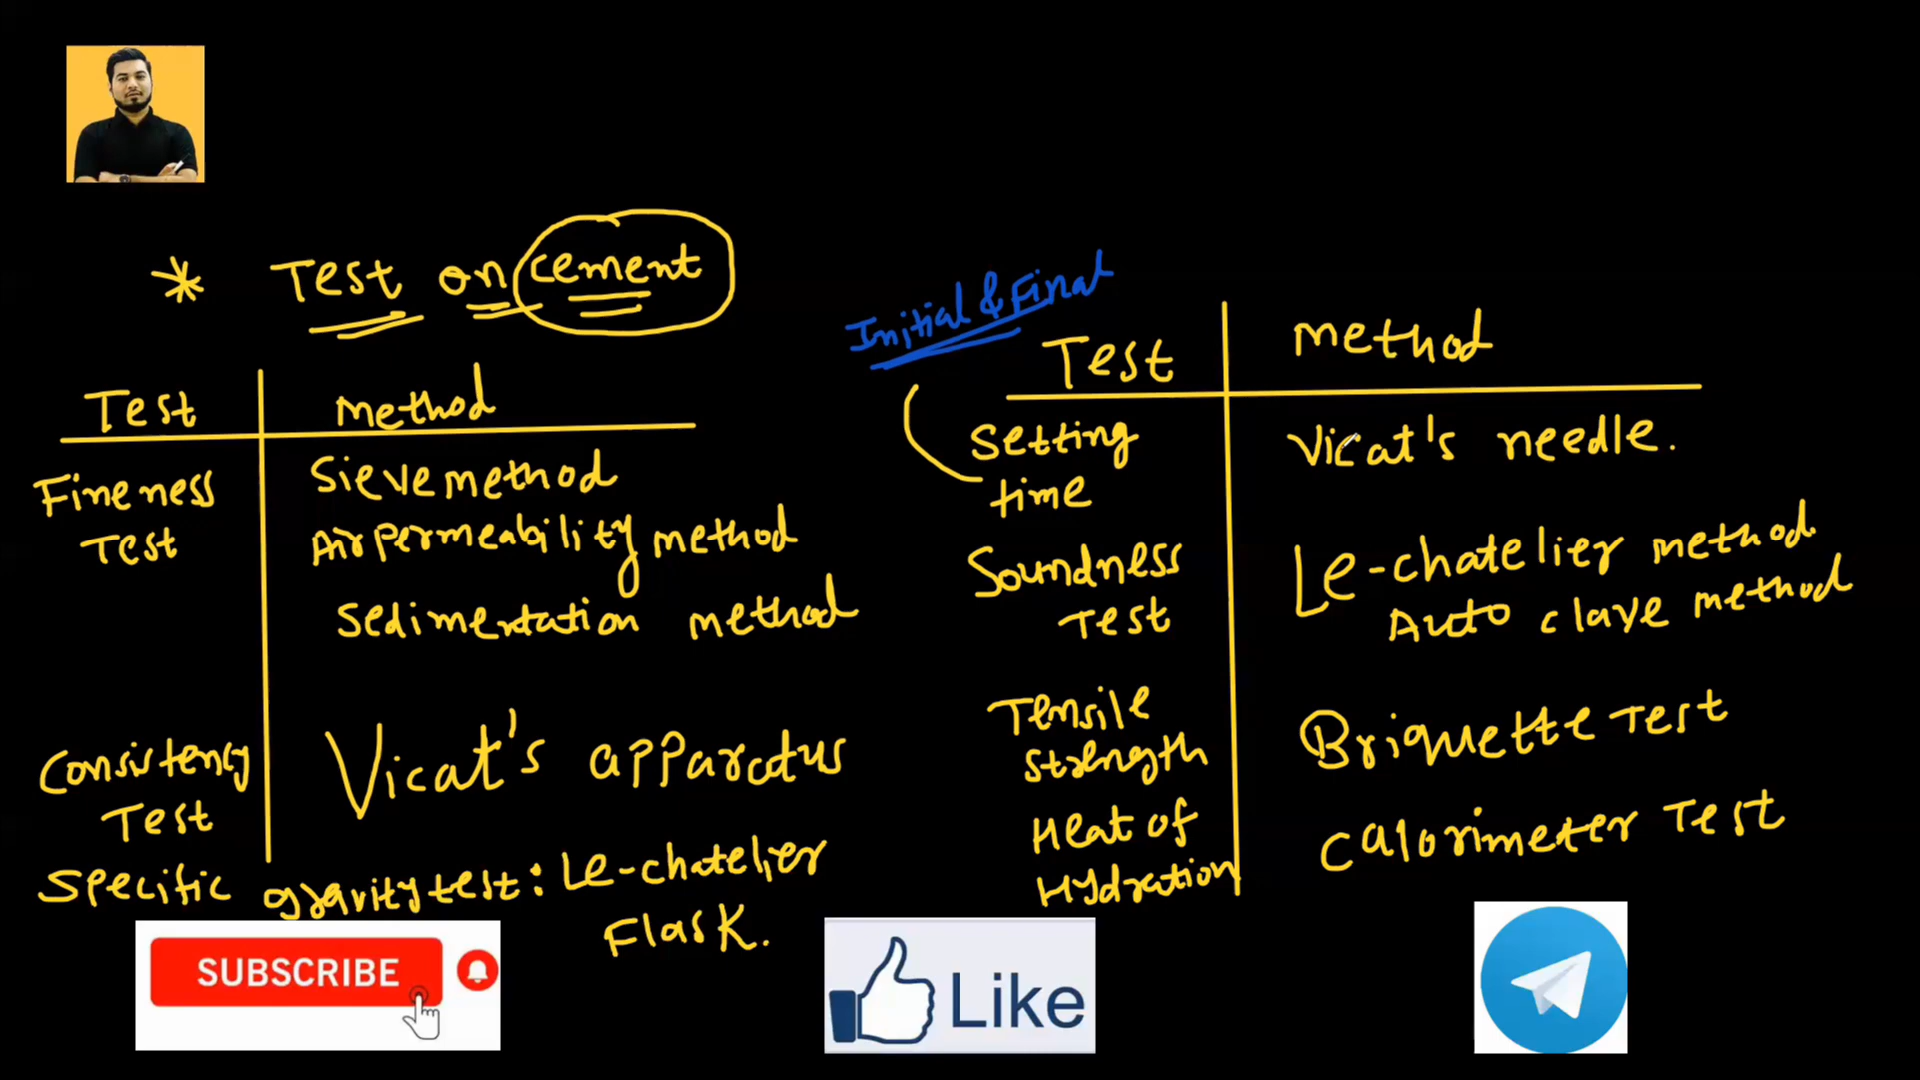 * Test on cement
Test | Method
Fineness Test
Sieve method
Air permeability method
Sedimentation method
Consistency Test
Vicat's apparatus
Specific gravity test: Le-chatelier
Flask.
Initial & Final
Test | Method
Setting time
Vicat's needle.
Soundness Test
Le-chatelier method
Auto clave method
Tensile strength
Briquette Test
Heat of Hydration
Calorimeter Test
SUBSCRIBE
Like